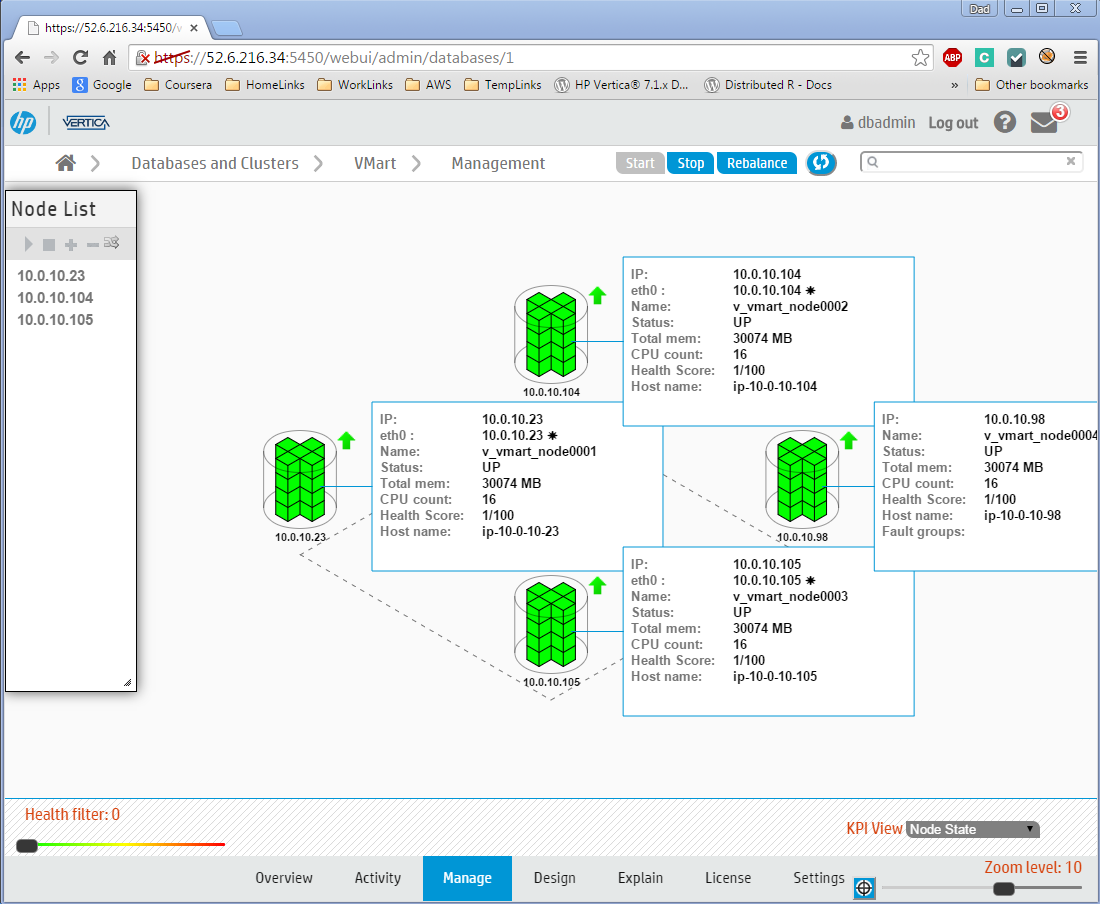 Dad
https://52.6.216.34:5450/v
https://52.6.216.34:5450/webui/admin/databases/1
ABP
C
Apps
Google
Coursera
HomeLinks
WorkLinks
AWS
TempLinks
HP Vertica® 7.1.x D...
Distributed R - Docs
»
Other bookmarks
hp
VERTICA
dbadmin
Log out
?
3
Databases and Clusters
VMart
Management
Start
Stop
Rebalance
Node List
10.0.10.23
10.0.10.104
10.0.10.105
IP: 10.0.10.104
eth0 : 10.0.10.104 ✷
Name: v_vmart_node0002
Status: UP
Total mem: 30074 MB
CPU count: 16
Health Score: 1/100
Host name: ip-10-0-10-104
10.0.10.104
IP: 10.0.10.23
eth0 : 10.0.10.23 ✷
Name: v_vmart_node0001
Status: UP
Total mem: 30074 MB
CPU count: 16
Health Score: 1/100
Host name: ip-10-0-10-23
10.0.10.23
IP: 10.0.10.98
Name: v_vmart_node0004
Status: UP
Total mem: 30074 MB
CPU count: 16
Health Score: 1/100
Host name: ip-10-0-10-98
Fault groups:
10.0.10.98
IP: 10.0.10.105
eth0 : 10.0.10.105 ✷
Name: v_vmart_node0003
Status: UP
Total mem: 30074 MB
CPU count: 16
Health Score: 1/100
Host name: ip-10-0-10-105
10.0.10.105
Health filter: 0
KPI View
Node State
Overview
Activity
Manage
Design
Explain
License
Settings
Zoom level: 10